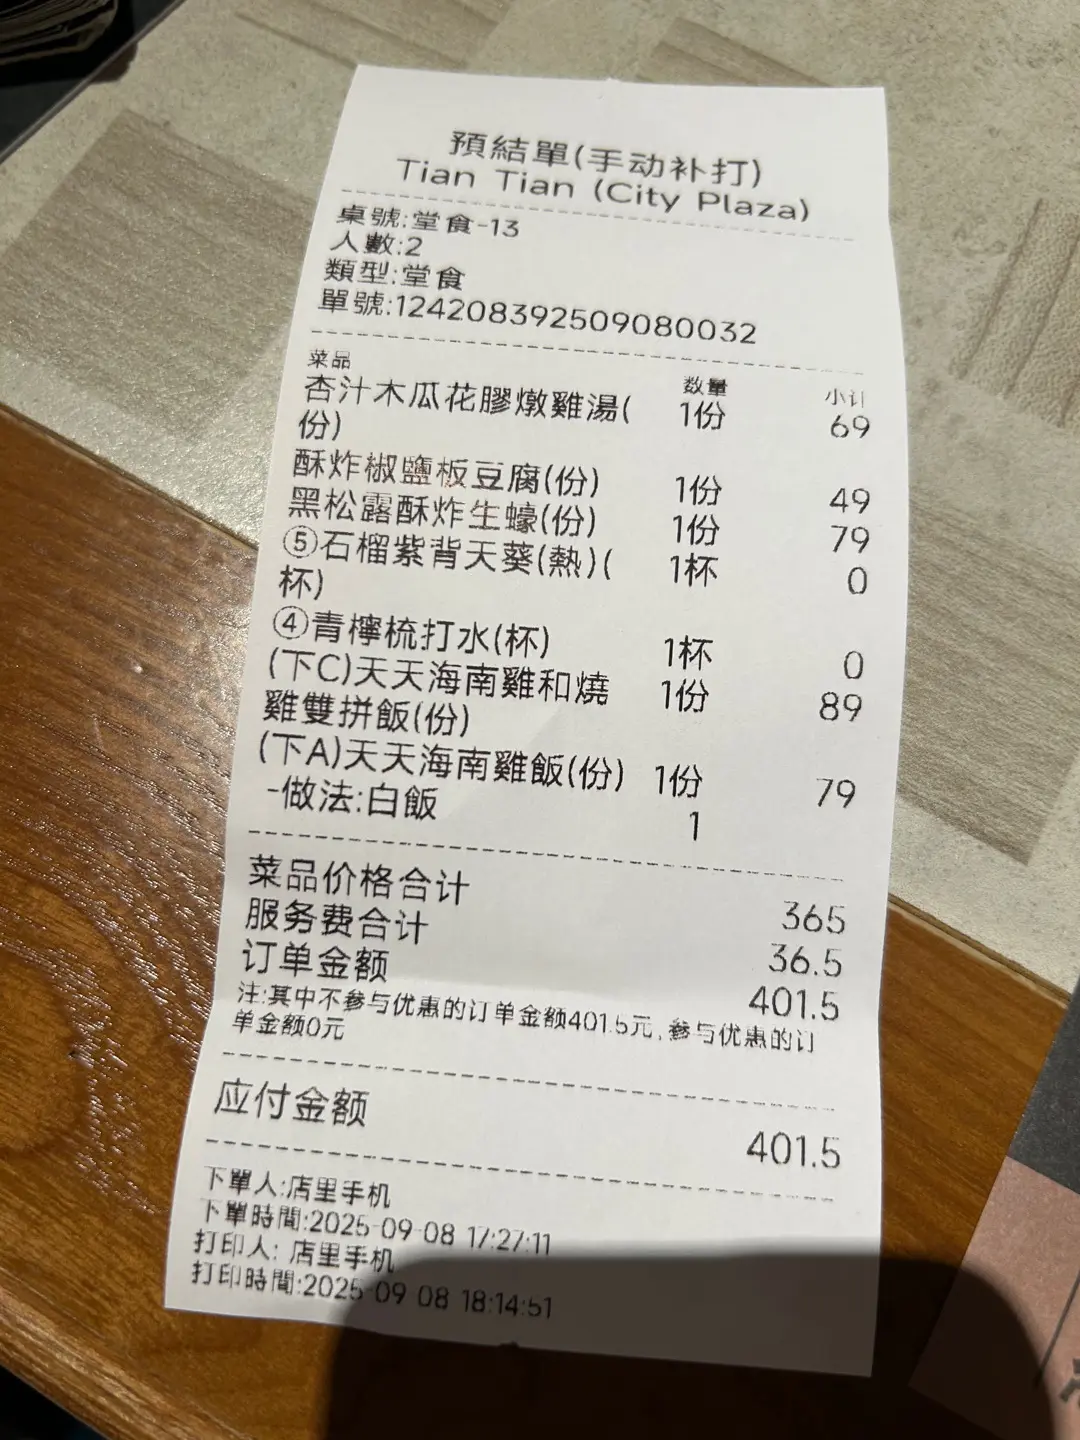 預結單(手动补打)
Tian Tian (City Plaza)
桌號:堂食-13
人數:2
類型:堂食
單號:124208392509080032
菜品 数量 小计
杏汁木瓜花膠燉雞湯( 1份 69
份)
酥炸椒鹽板豆腐(份) 1份 49
黑松露酥炸生蠔(份) 1份 79
⑤石榴紫背天葵(熱)( 1杯 0
杯)
④青檸梳打水(杯) 1杯 0
(下C)天天海南雞和燒 1份 89
雞雙拼飯(份)
(下A)天天海南雞飯(份) 1份 79
-做法:白飯 1
菜品价格合计 365
服务费合计 36.5
订单金额 401.5
注:其中不参与优惠的订单金额401.5元,参与优惠的订
单金额0元
应付金额 401.5
下單人:店里手机
下單時間:2025-09-08 17:27:11
打印人: 店里手机
打印時間:2025-09-08 18:14:51